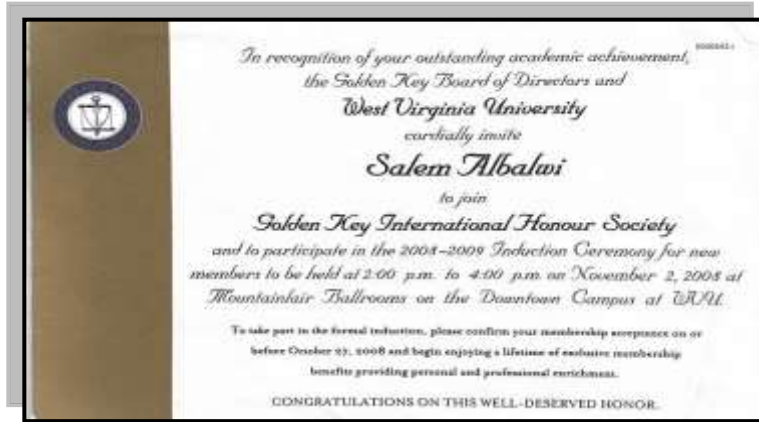 In recognition of your outstanding academic achievement,
the Golden Key Board of Directors and
West Virginia University
cordially invite
Salem Albalwi
to join
Golden Key International Honour Society
and to participate in the 2008-2009 Induction Ceremony for new
members to be held at 2:00 p.m. to 4:00 p.m. on November 2, 2008 at
Mountainlair Ballrooms on the Downtown Campus at WVU.
To take part in the formal induction, please confirm your membership acceptance on or
before October 27, 2008 and begin enjoying a lifetime of exclusive membership
benefits providing personal and professional enrichment.
CONGRATULATIONS ON THIS WELL-DESERVED HONOR.